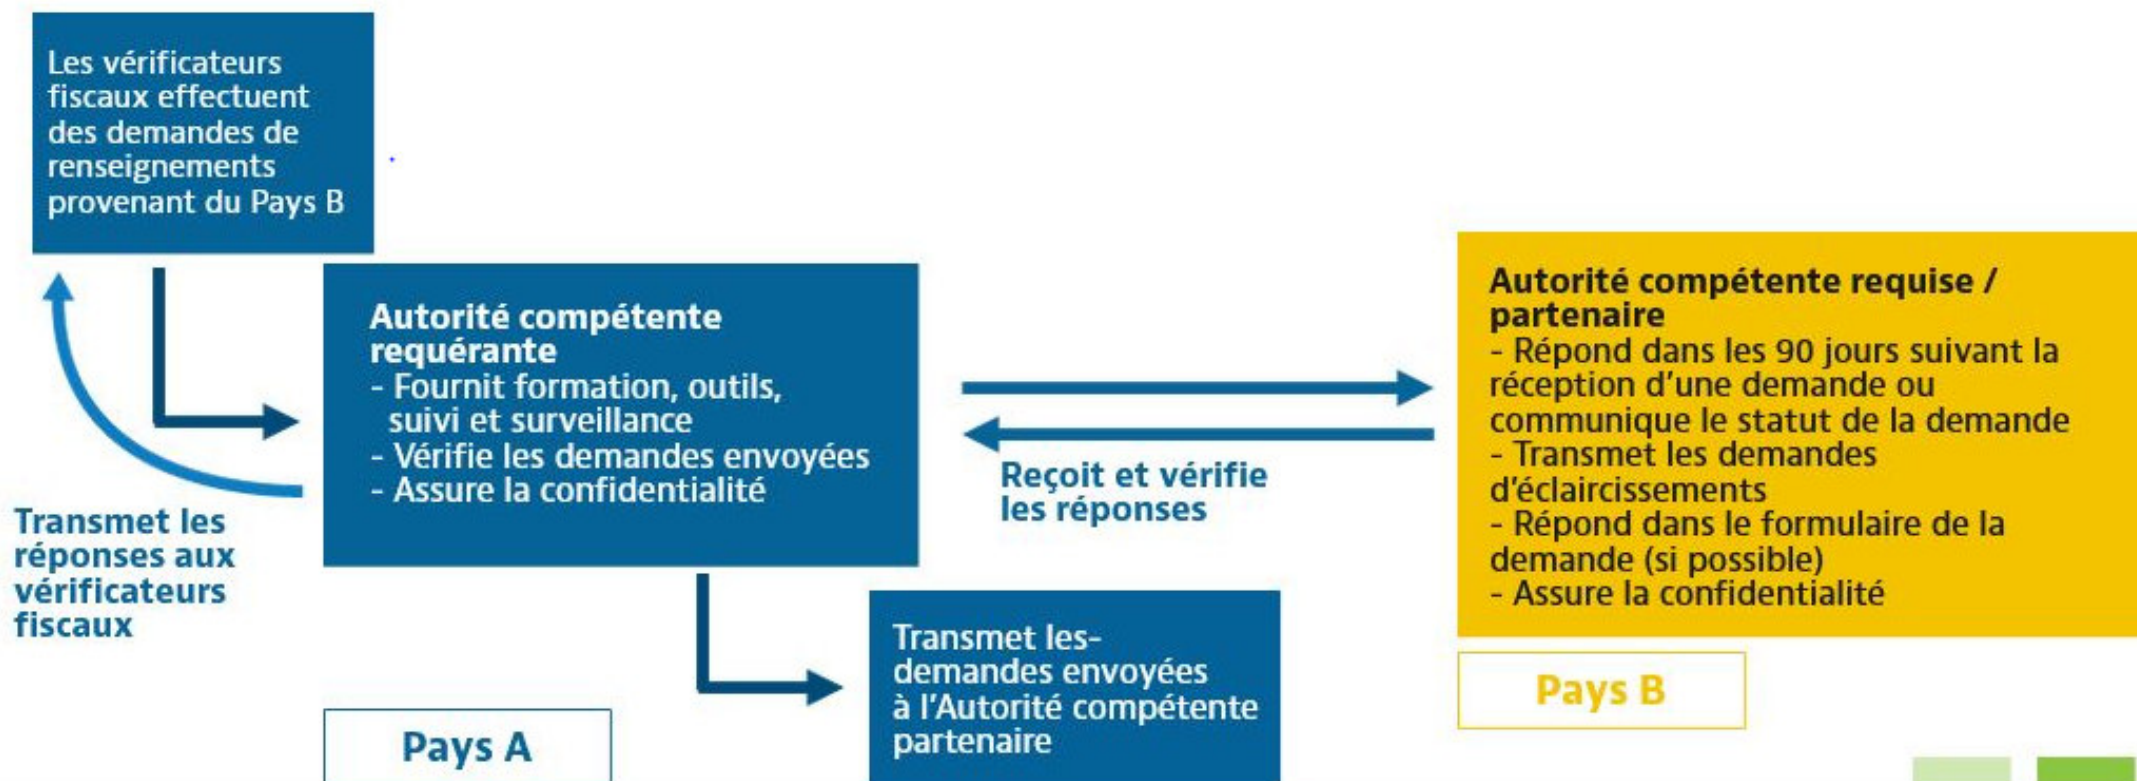 Les vérificateurs
fiscaux effectuent
des demandes de
renseignements
provenant du Pays B
Autorité compétente
requérante
- Fournit formation, outils,
suivi et surveillance
- Vérifie les demandes envoyées
- Assure la confidentialité
Transmet les
réponses aux
vérificateurs
fiscaux
Reçoit et vérifie
les réponses
Transmet les-
demandes envoyées
à l'Autorité compétente
partenaire
Pays A
Autorité compétente requise /
partenaire
- Répond dans les 90 jours suivant la
réception d'une demande ou
communique le statut de la demande
- Transmet les demandes
d'éclaircissements
- Répond dans le formulaire de la
demande (si possible)
- Assure la confidentialité
Pays B